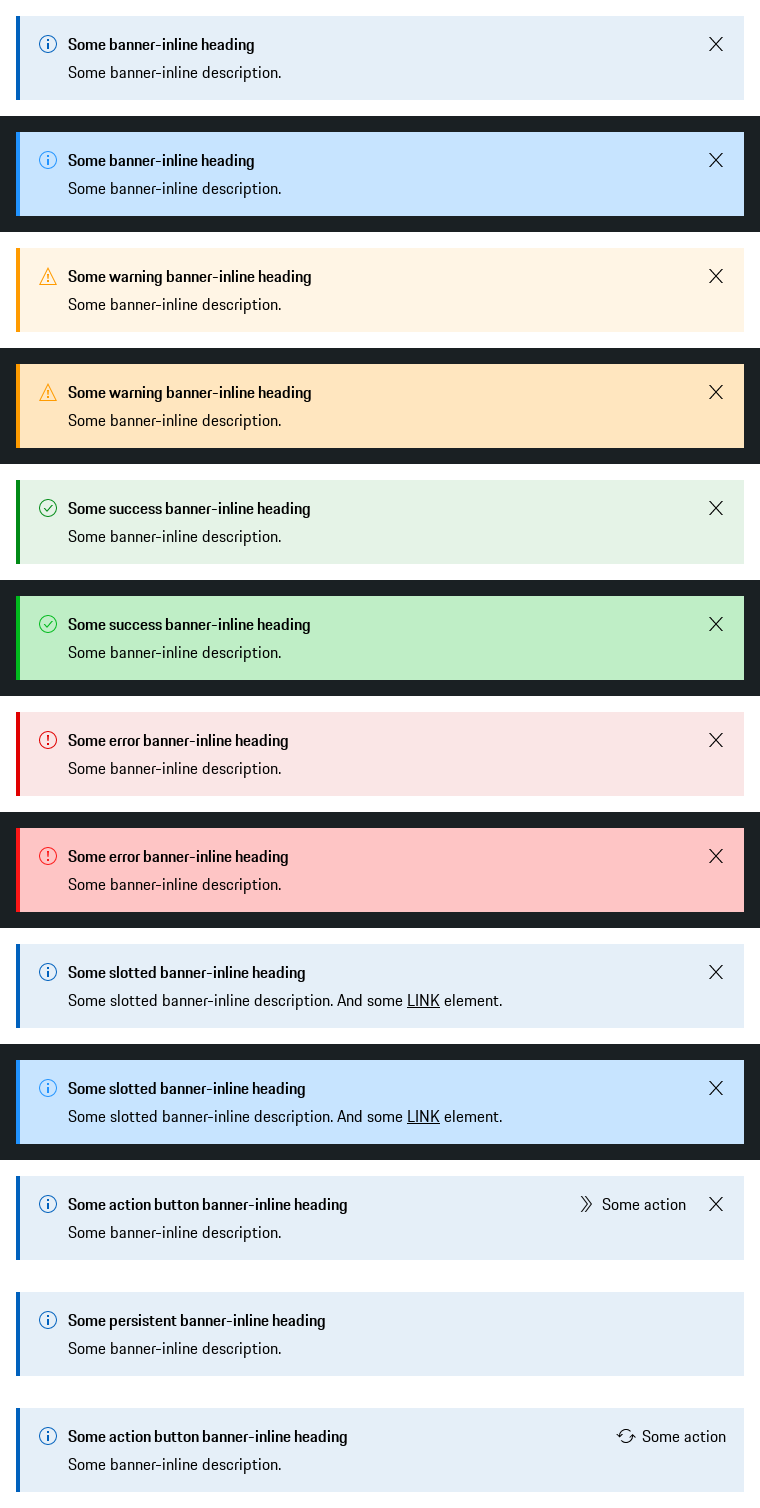 Some banner-inline heading
Some banner-inline description.
Some banner-inline heading
Some banner-inline description.
Some warning banner-inline heading
Some banner-inline description.
Some warning banner-inline heading
Some banner-inline description.
Some success banner-inline heading
Some banner-inline description.
Some success banner-inline heading
Some banner-inline description.
Some error banner-inline heading
Some banner-inline description.
Some error banner-inline heading
Some banner-inline description.
Some slotted banner-inline heading
Some slotted banner-inline description. And some LINK element.
Some slotted banner-inline heading
Some slotted banner-inline description. And some LINK element.
Some action button banner-inline heading Some action
Some banner-inline description.
Some persistent banner-inline heading
Some banner-inline description.
Some action button banner-inline heading Some action
Some banner-inline description.